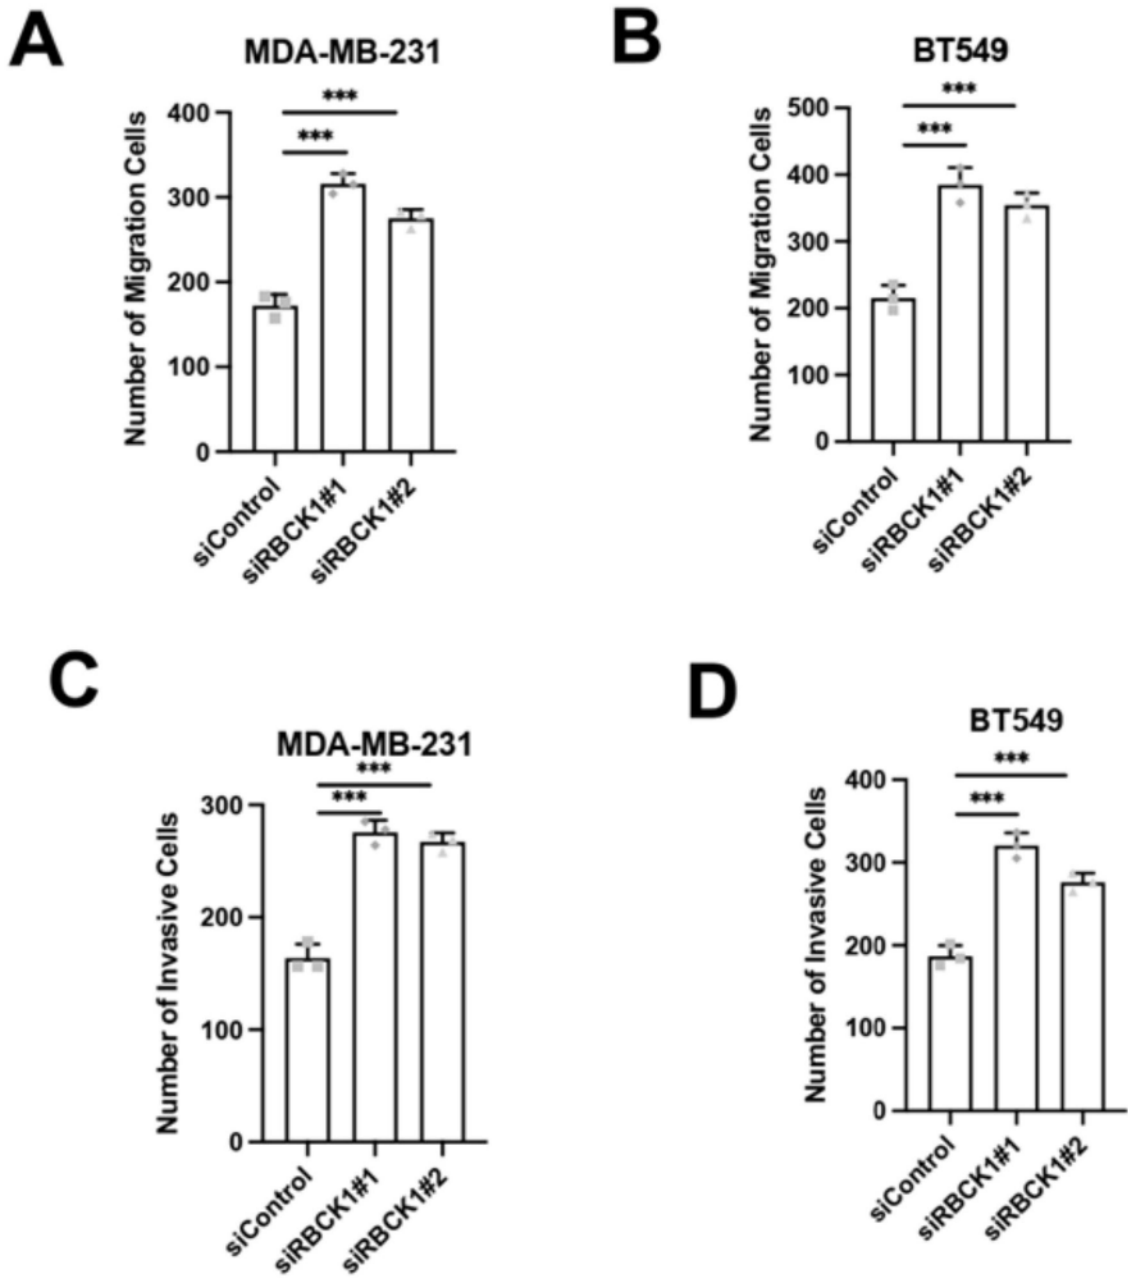 A
MDA-MB-231
***
***
Number of Migration Cells
400
300
200
100
0
siControl
siRBCK1#1
siRBCK1#2
B
BT549
***
***
Number of Migration Cells
500
400
300
200
100
0
siControl
siRBCK1#1
siRBCK1#2
C
MDA-MB-231
***
***
Number of Invasive Cells
300
200
100
0
siControl
siRBCK1#1
siRBCK1#2
D
BT549
***
***
Number of Invasive Cells
400
300
200
100
0
siControl
siRBCK1#1
siRBCK1#2